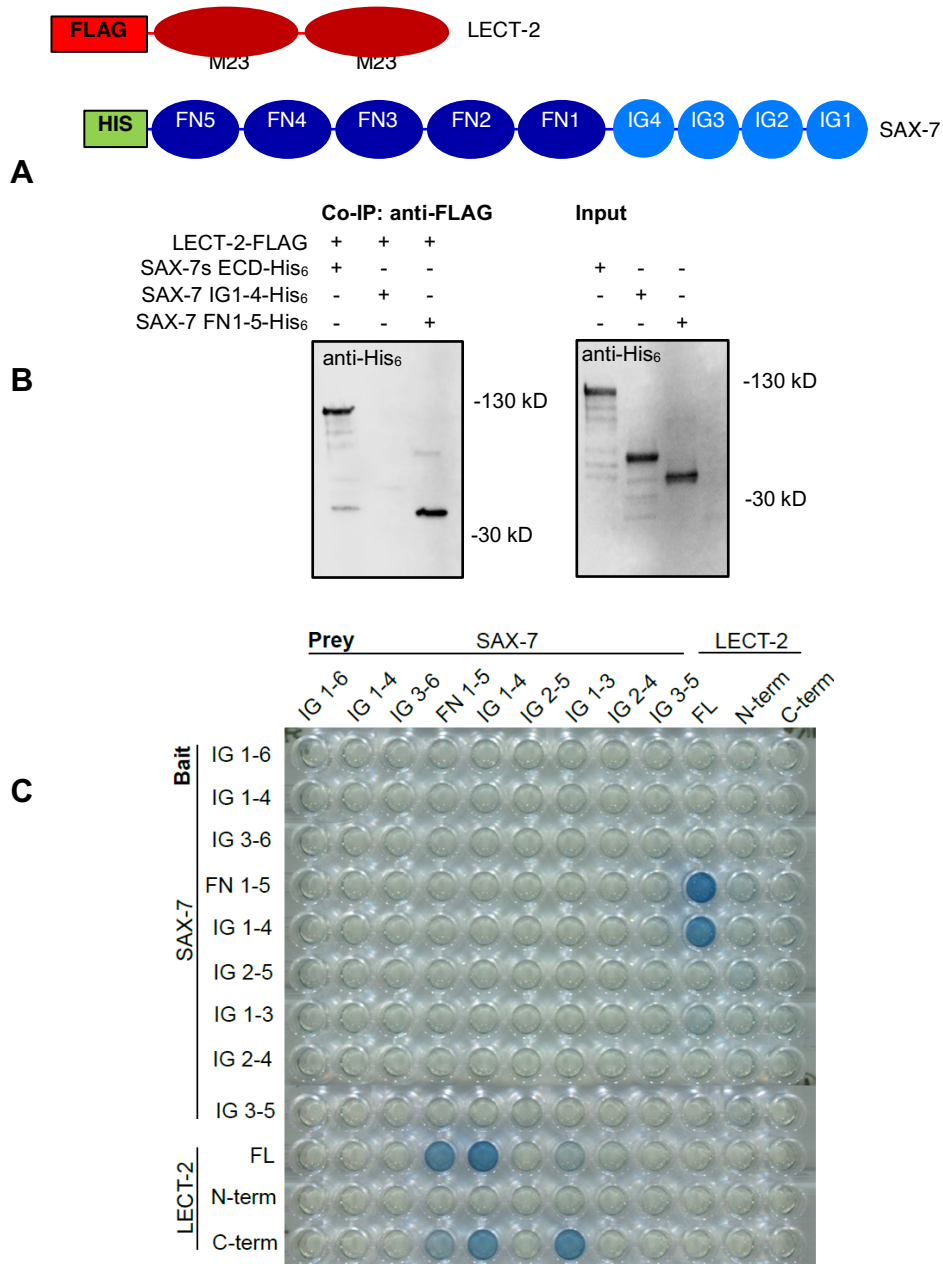 FLAG
M23 M23
LECT-2
HIS FN5 FN4 FN3 FN2 FN1 IG4 IG3 IG2 IG1 SAX-7
A
Co-IP: anti-FLAG Input
LECT-2-FLAG + + +
SAX-7s ECD-His₆ + - - + - -
SAX-7 IG1-4-His₆ - + - - + -
SAX-7 FN1-5-His₆ - - + - - +
B
anti-His₆ anti-His₆
-130 kD -130 kD
-30 kD -30 kD
Prey SAX-7 LECT-2
IG 1-6 IG 1-4 IG 3-6 FN 1-5 IG 1-4 IG 2-5 IG 1-3 IG 2-4 IG 3-5 FL N-term C-term
C
Bait
SAX-7
IG 1-6
IG 1-4
IG 3-6
FN 1-5
IG 1-4
IG 2-5
IG 1-3
IG 2-4
IG 3-5
LECT-2
FL
N-term
C-term